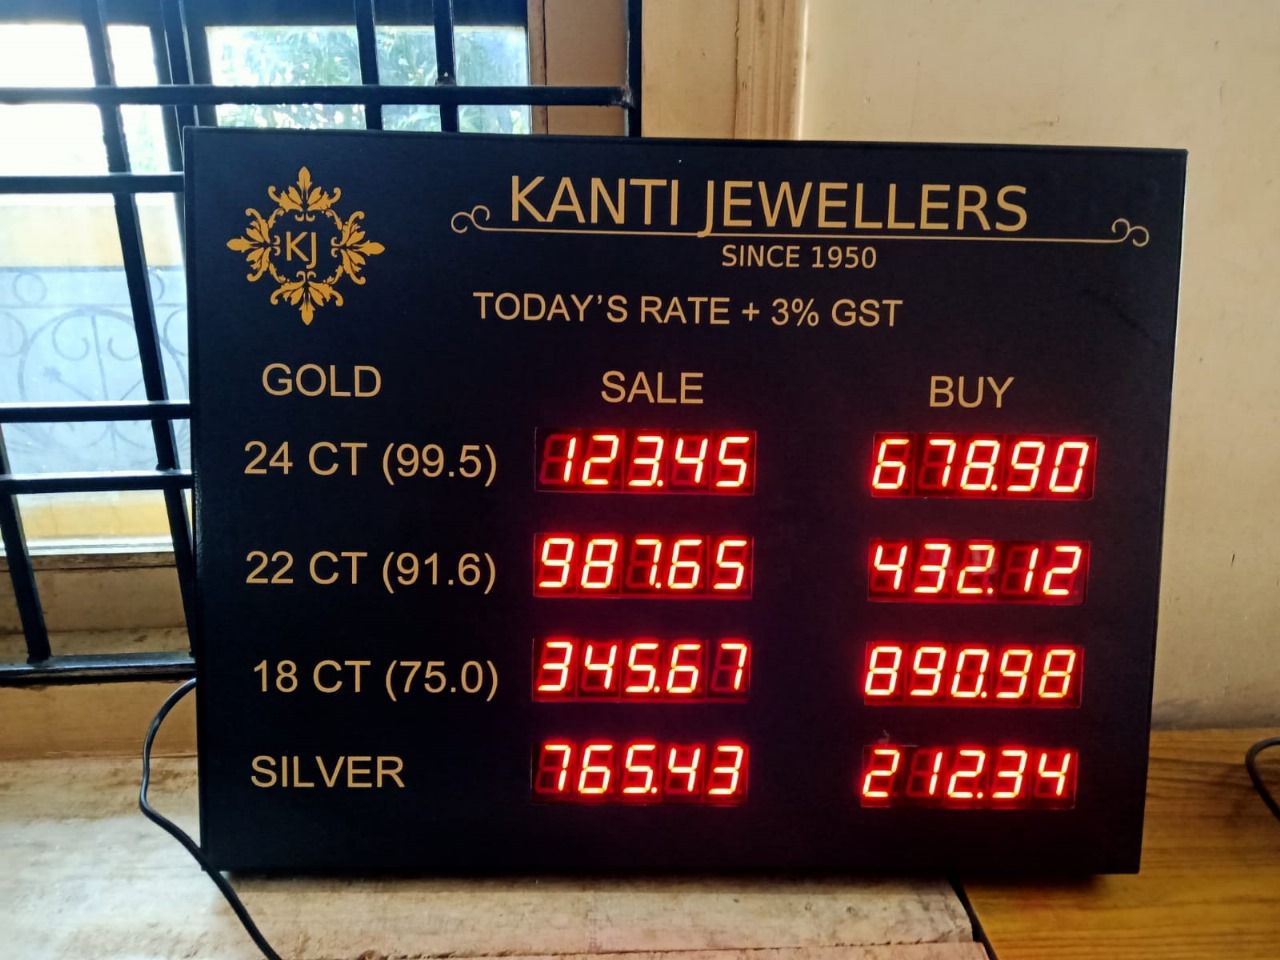 KJ
KANTI JEWELLERS
SINCE 1950
TODAY'S RATE + 3% GST
GOLD SALE BUY
24 CT (99.5) 123.45 678.90
22 CT (91.6) 987.65 432.12
18 CT (75.0) 345.67 890.98
SILVER 765.43 212.34